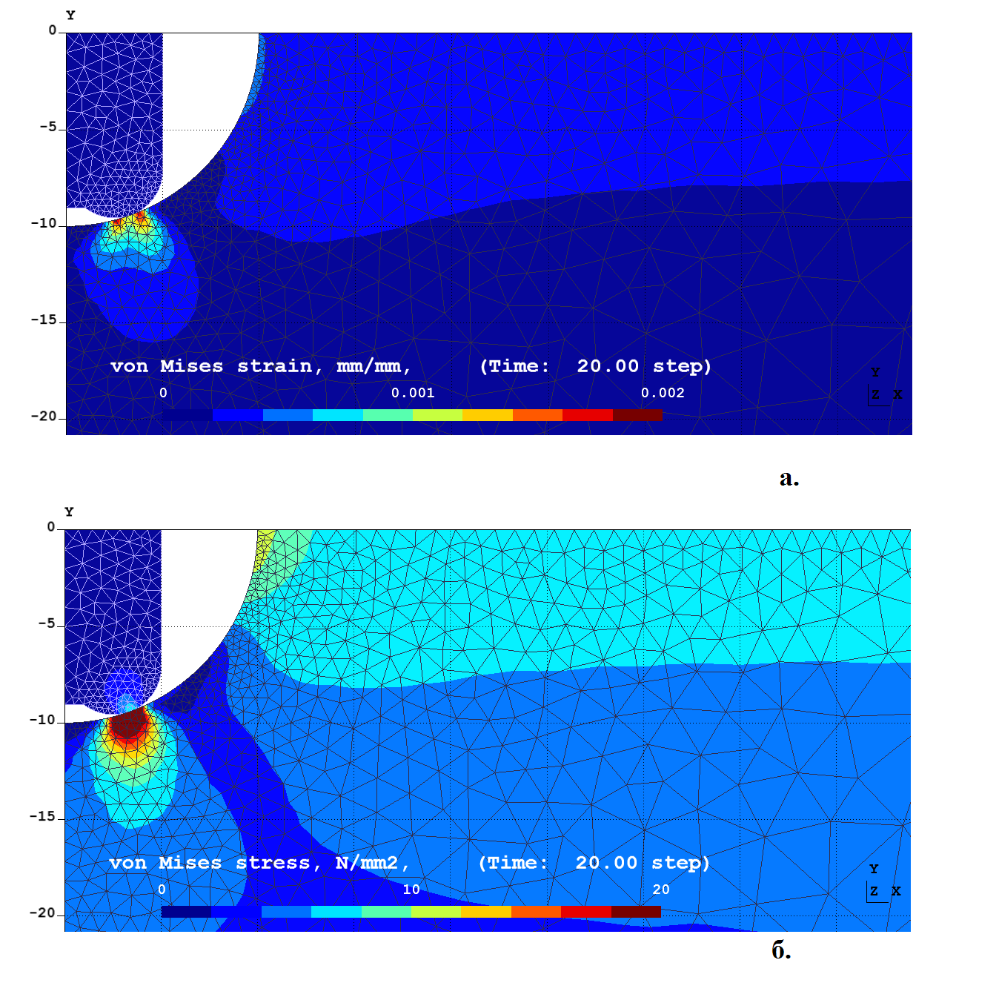 Y
0
-5
-10
-15
-20
von Mises strain, mm/mm, (Time: 20.00 step)
0 0.001 0.002
Y
Z X
а.
Y
0
-5
-10
-15
-20
von Mises stress, N/mm2, (Time: 20.00 step)
0 10 20
Y
Z X
б.